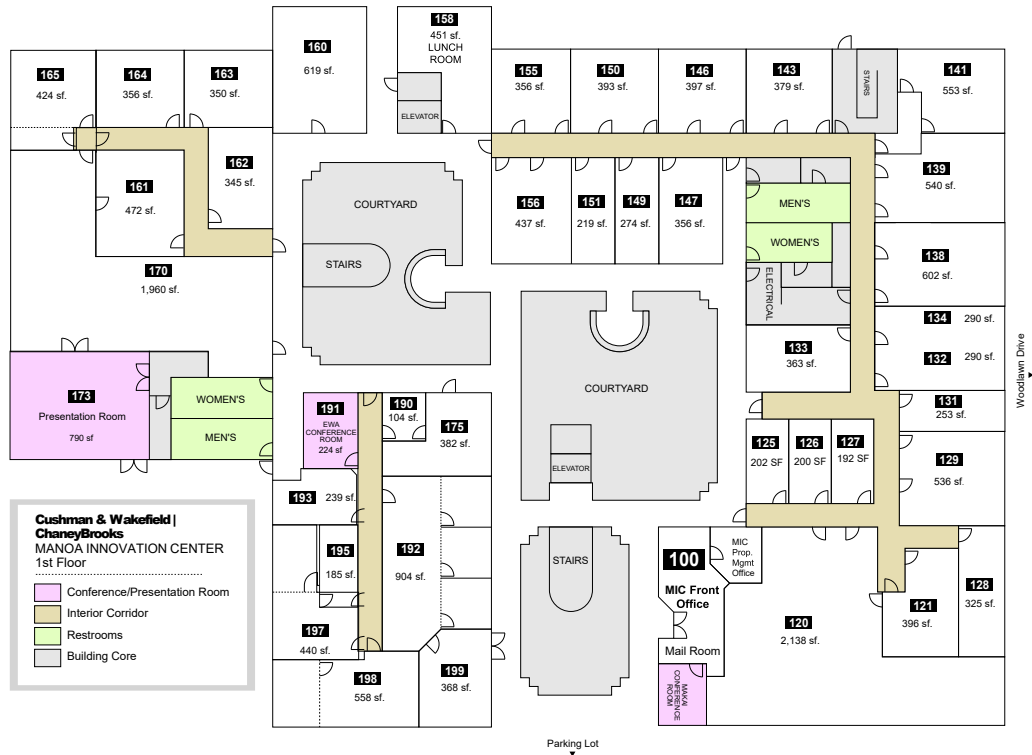 160
619 sf.
158
451 sf.
LUNCH
ROOM
ELEVATOR
165
424 sf.
164
356 sf.
163
350 sf.
155
356 sf.
150
393 sf.
146
397 sf.
143
379 sf.
STAIRS
141
553 sf.
162
345 sf.
161
472 sf.
170
1,960 sf.
COURTYARD
STAIRS
156
437 sf.
151
219 sf.
149
274 sf.
147
356 sf.
MEN'S
WOMEN'S
ELECTRICAL
139
540 sf.
138
602 sf.
134 290 sf.
132 290 sf.
133
363 sf.
131
253 sf.
129
536 sf.
Woodlawn Drive
173
Presentation Room
790 sf
WOMEN'S
MEN'S
191
EWA
CONFERENCE
ROOM
224 sf
190
104 sf.
175
382 sf.
COURTYARD
ELEVATOR
125
202 SF
126
200 SF
127
192 SF
193 239 sf.
195
185 sf.
192
904 sf.
197
440 sf.
198
558 sf.
199
368 sf.
STAIRS
100
MIC Front
Office
MIC
Prop.
Mgmt
Office
Mail Room
MAKAI
CONFERENCE
ROOM
120
2,138 sf.
121
396 sf.
128
325 sf.
Cushman & Wakefield |
ChaneyBrooks
MANOA INNOVATION CENTER
1st Floor
Conference/Presentation Room
Interior Corridor
Restrooms
Building Core
Parking Lot